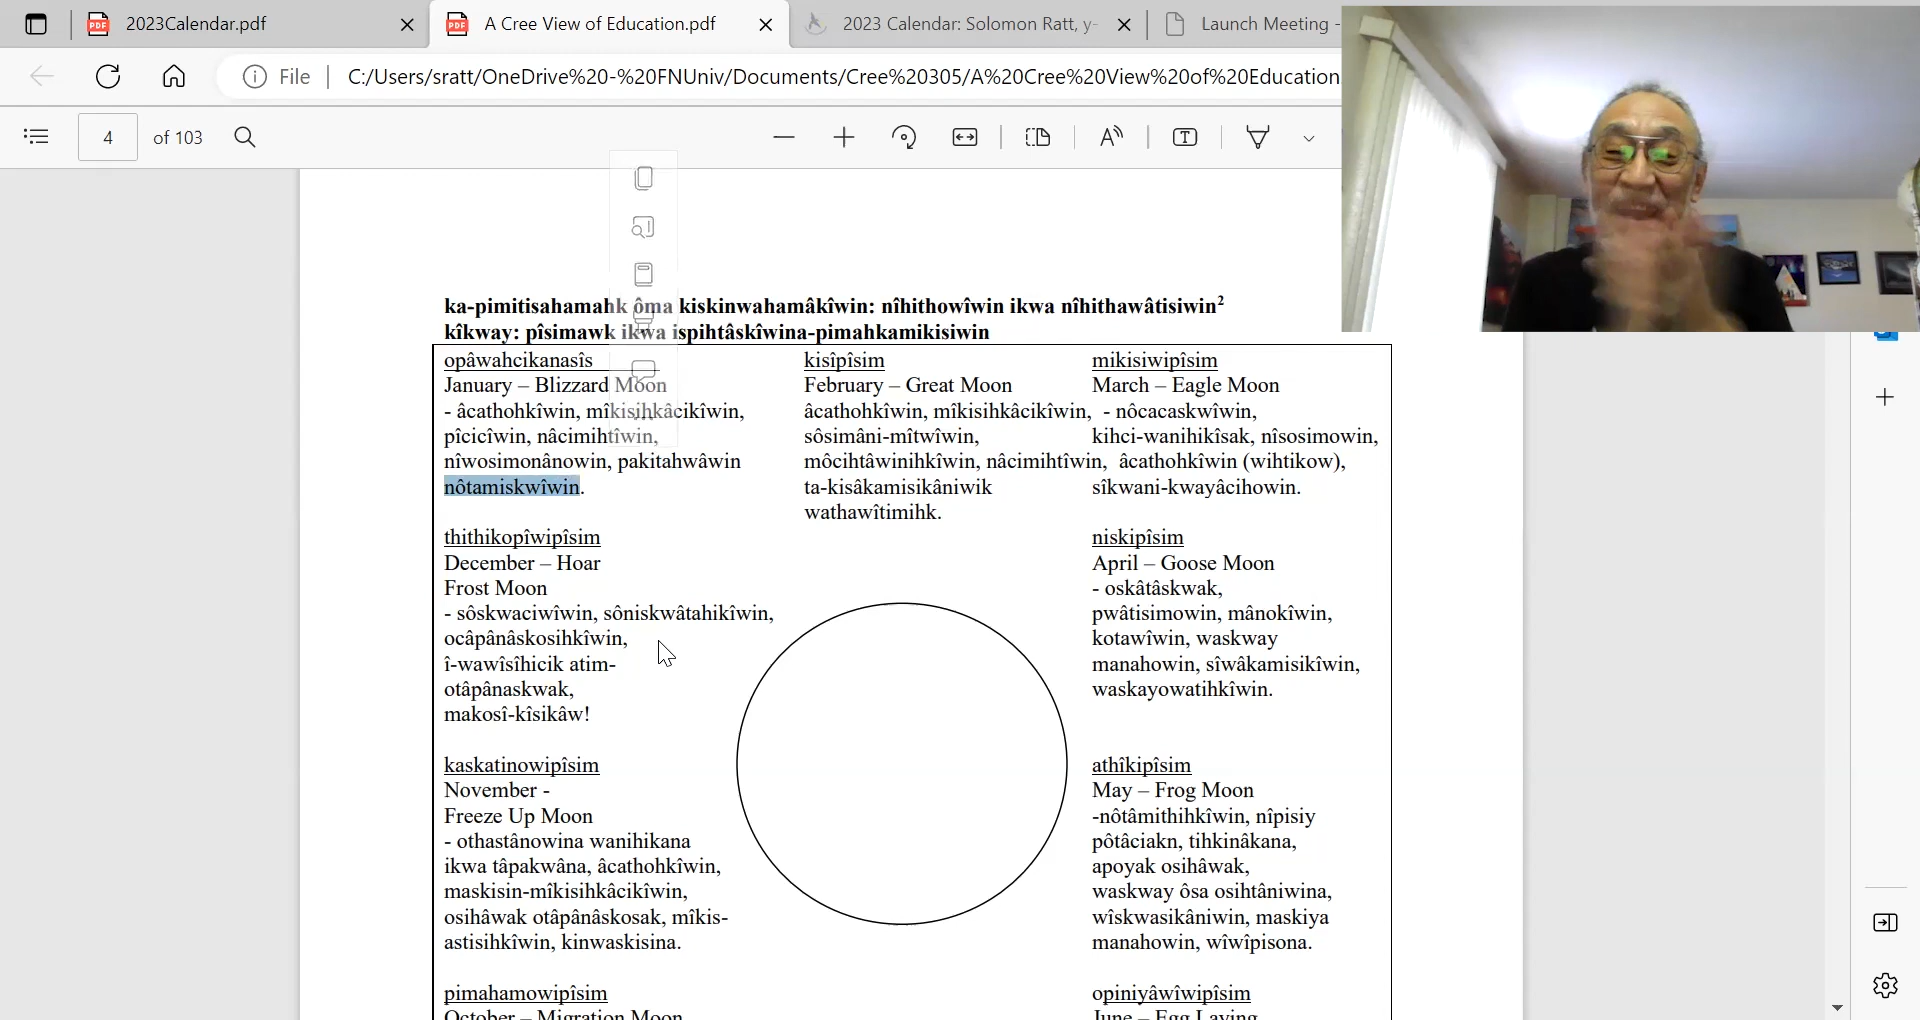 2023Calendar.pdf
A Cree View of Education.pdf
2023 Calendar: Solomon Ratt, y-
Launch Meeting -
File
C:/Users/sratt/OneDrive%20-%20FNUniv/Documents/Cree%20305/A%20Cree%20View%20of%20Education
4 of 103
ka-pimitisahamahk ôma kiskinwahamâkîwin: nîhithowîwin ikwa nîhithawâtisiwin²
kîkway: pîsimawk ikwa ispihtâskîwina-pimahkamikisiwin
opâwahcikanasîs
January – Blizzard Moon
- âcathohkîwin, mîkisihkâcikîwin,
pîcicîwin, nâcimihtîwin,
nîwosimonânowin, pakitahwâwin
nôtamiskwîwin.
kisîpîsim
February – Great Moon
âcathohkîwin, mîkisihkâcikîwin,
sôsimâni-mîtwîwin,
môcihtâwinihkîwin, nâcimihtîwin,
ta-kisâkamisikâniwik
wathawîtimihk.
mikisiwipîsim
March – Eagle Moon
- nôcacaskwîwin,
kihci-wanihikîsak, nîsosimowin,
âcathohkîwin (wihtikow),
sîkwani-kwayâcihowin.
thithikopîwipîsim
December – Hoar
Frost Moon
- sôskwaciwîwin, sôniskwâtahikîwin,
ocâpânâskosihkîwin,
î-wawîsîhicik atim-
otâpânaskwak,
makosî-kîsikâw!
niskipîsim
April – Goose Moon
- oskâtâskwak,
pwâtisimowin, mânokîwin,
kotawîwin, waskway
manahowin, sîwâkamisikîwin,
waskayowatihkîwin.
kaskatinowipîsim
November -
Freeze Up Moon
- othastânowina wanihikana
ikwa tâpakwâna, âcathohkîwin,
maskisin-mîkisihkâcikîwin,
osihâwak otâpânâskosak, mîkis-
astisihkîwin, kinwaskisina.
athîkipîsim
May – Frog Moon
-nôtâmithihkîwin, nîpisiy
pôtâciakn, tihkinâkana,
apoyak osihâwak,
waskway ôsa osihtâniwina,
wîskwasikâniwin, maskiya
manahowin, wîwîpisona.
pimahamowipîsim
October – Migration Moon
opiniyâwîwipîsim
June – Egg Laying